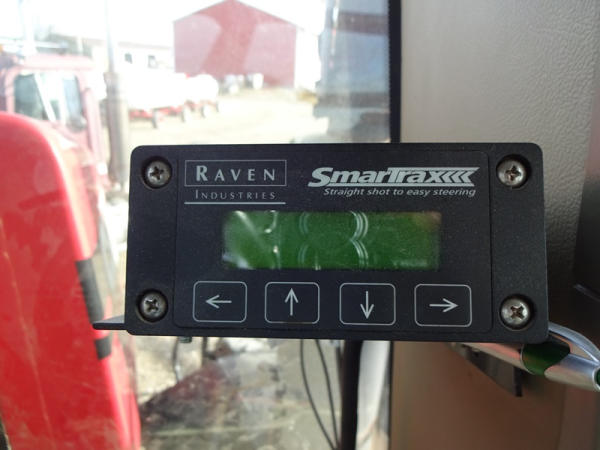 RAVEN
INDUSTRIES
SmarTrax
Straight shot to easy steering
← ↑ ↓ →